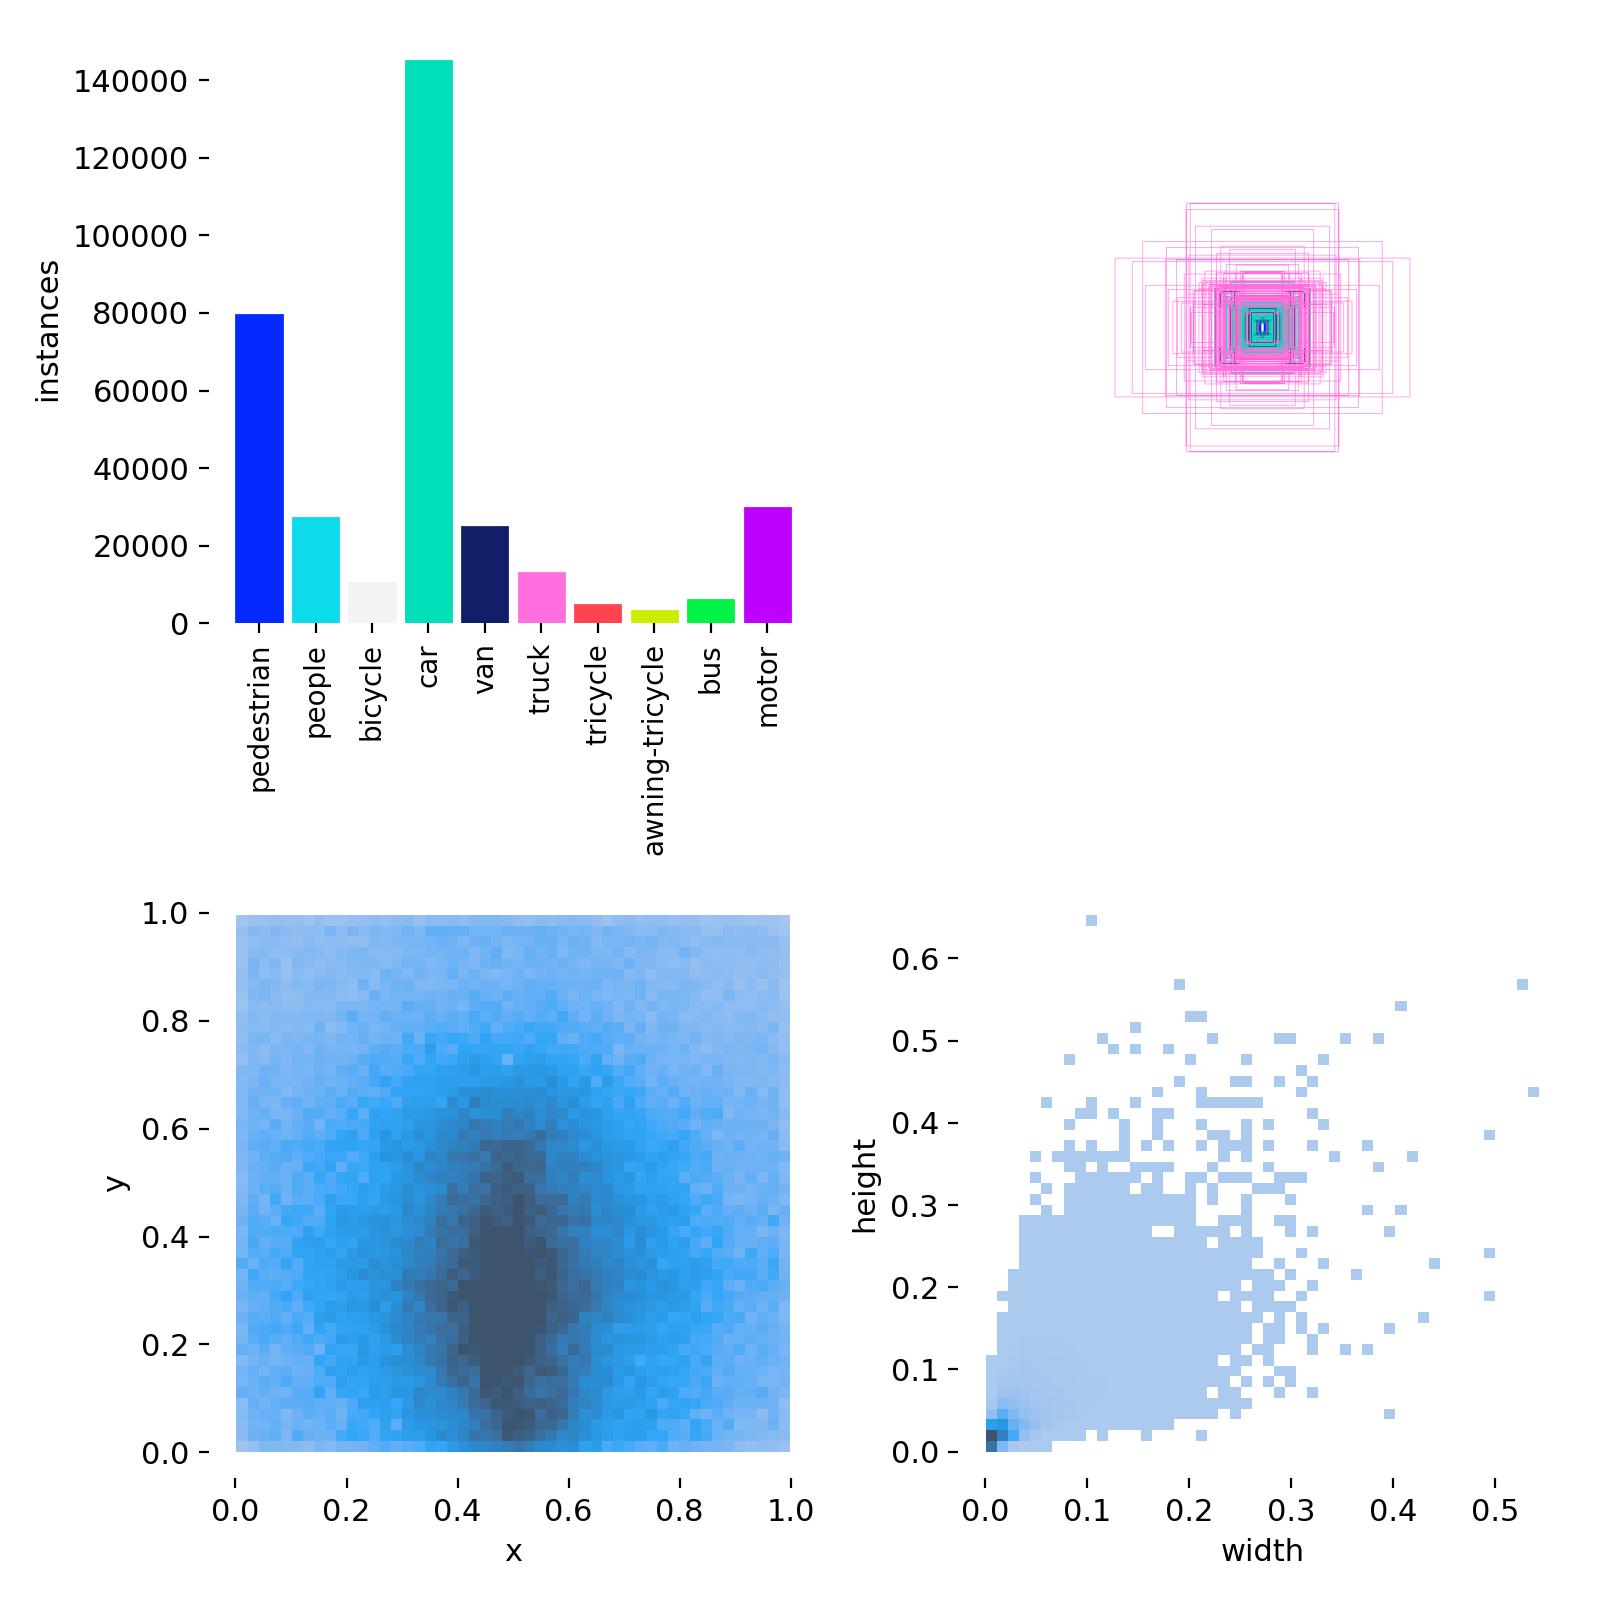 140000
120000
100000
80000
60000
40000
20000
0
instances
pedestrian
people
bicycle
car
van
truck
tricycle
awning-tricycle
bus
motor
1.0
0.8
0.6
0.4
0.2
0.0
y
0.0 0.2 0.4 0.6 0.8 1.0
x
0.6
0.5
0.4
0.3
0.2
0.1
0.0
height
0.0 0.1 0.2 0.3 0.4 0.5
width